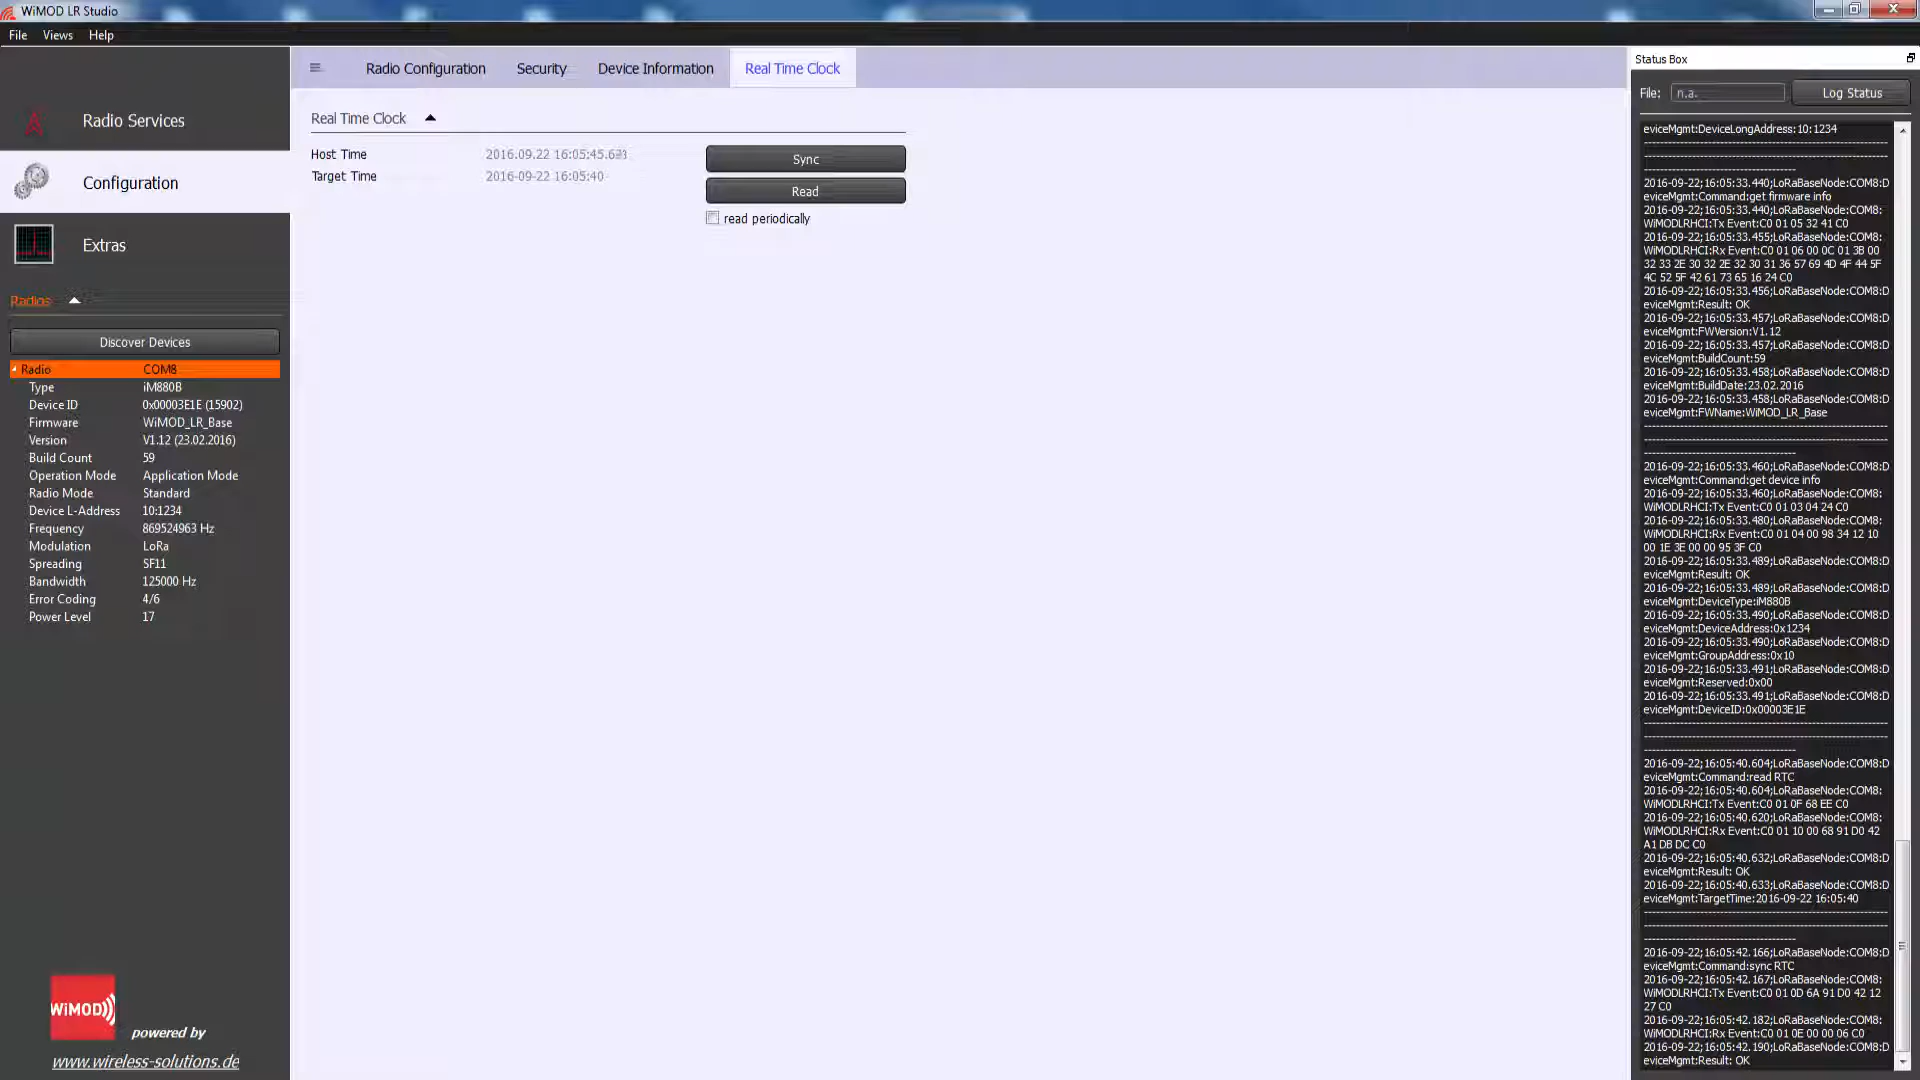 WiMOD LR Studio
File Views Help
Radio Services
Configuration
Extras
Radios
Discover Devices
Radio COM8
Type iM880B
Device ID 0x00003E1E (15902)
Firmware WiMOD_LR_Base
Version V1.12 (23.02.2016)
Build Count 59
Operation Mode Application Mode
Radio Mode Standard
Device L-Address 10:1234
Frequency 869524963 Hz
Modulation LoRa
Spreading SF11
Bandwidth 125000 Hz
Error Coding 4/6
Power Level 17
WiMOD
powered by
www.wireless-solutions.de
Radio Configuration Security Device Information Real Time Clock
Real Time Clock
Host Time
Target Time 2016-09-22 16:05:40
Sync
Read
read periodically
Status Box
File: n.a. Log Status
eviceMgmt:DeviceLongAddress:10:1234
2016-09-22;16:05:33.440;LoRaBaseNode:COM8:D
eviceMgmt:Command:get firmware info
2016-09-22;16:05:33.440;LoRaBaseNode:COM8:
WiMODLRHCI:Tx Event:C0 01 05 32 41 C0
2016-09-22;16:05:33.455;LoRaBaseNode:COM8:
WiMODLRHCI:Rx Event:C0 01 06 00 0C 01 3B 00
32 33 2E 30 32 2E 32 30 31 36 57 69 4D 4F 44 5F
4C 52 5F 42 61 73 65 16 24 C0
2016-09-22;16:05:33.456;LoRaBaseNode:COM8:D
eviceMgmt:Result: OK
2016-09-22;16:05:33.457;LoRaBaseNode:COM8:D
eviceMgmt:FWVersion:V1.12
2016-09-22;16:05:33.457;LoRaBaseNode:COM8:D
eviceMgmt:BuildCount:59
2016-09-22;16:05:33.458;LoRaBaseNode:COM8:D
eviceMgmt:BuildDate:23.02.2016
2016-09-22;16:05:33.458;LoRaBaseNode:COM8:D
eviceMgmt:FWName:WiMOD_LR_Base
2016-09-22;16:05:33.460;LoRaBaseNode:COM8:D
eviceMgmt:Command:get device info
2016-09-22;16:05:33.460;LoRaBaseNode:COM8:
WiMODLRHCI:Tx Event:C0 01 03 04 24 C0
2016-09-22;16:05:33.480;LoRaBaseNode:COM8:
WiMODLRHCI:Rx Event:C0 01 04 00 98 34 12 10
00 1E 3E 00 00 95 3F C0
2016-09-22;16:05:33.489;LoRaBaseNode:COM8:D
eviceMgmt:Result: OK
2016-09-22;16:05:33.489;LoRaBaseNode:COM8:D
eviceMgmt:DeviceType:iM880B
2016-09-22;16:05:33.490;LoRaBaseNode:COM8:D
eviceMgmt:DeviceAddress:0x1234
2016-09-22;16:05:33.490;LoRaBaseNode:COM8:D
eviceMgmt:GroupAddress:0x10
2016-09-22;16:05:33.491;LoRaBaseNode:COM8:D
eviceMgmt:Reserved:0x00
2016-09-22;16:05:33.491;LoRaBaseNode:COM8:D
eviceMgmt:DeviceID:0x00003E1E
2016-09-22;16:05:40.604;LoRaBaseNode:COM8:D
eviceMgmt:Command:read RTC
2016-09-22;16:05:40.604;LoRaBaseNode:COM8:
WiMODLRHCI:Tx Event:C0 01 0F 68 EE C0
2016-09-22;16:05:40.620;LoRaBaseNode:COM8:
WiMODLRHCI:Rx Event:C0 01 10 00 68 91 D0 42
A1 DB DC C0
2016-09-22;16:05:40.632;LoRaBaseNode:COM8:D
eviceMgmt:Result: OK
2016-09-22;16:05:40.633;LoRaBaseNode:COM8:D
eviceMgmt:TargetTime:2016-09-22 16:05:40
2016-09-22;16:05:42.166;LoRaBaseNode:COM8:D
eviceMgmt:Command:sync RTC
2016-09-22;16:05:42.167;LoRaBaseNode:COM8:
WiMODLRHCI:Tx Event:C0 01 0D 6A 91 D0 42 12
27 C0
2016-09-22;16:05:42.182;LoRaBaseNode:COM8:
WiMODLRHCI:Rx Event:C0 01 0E 00 00 06 C0
2016-09-22;16:05:42.190;LoRaBaseNode:COM8:D
eviceMgmt:Result: OK